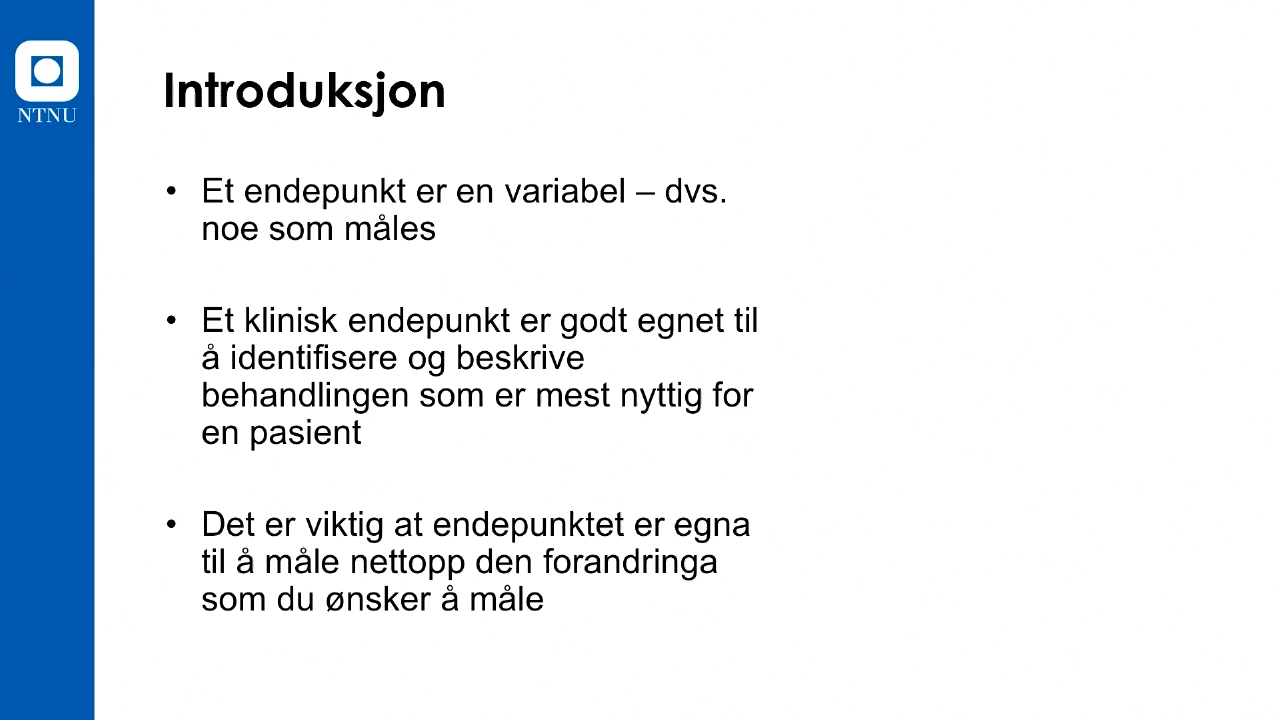 NTNU
Introduksjon
• Et endepunkt er en variabel – dvs.
noe som måles
• Et klinisk endepunkt er godt egnet til
å identifisere og beskrive
behandlingen som er mest nyttig for
en pasient
• Det er viktig at endepunktet er egna
til å måle nettopp den forandringa
som du ønsker å måle